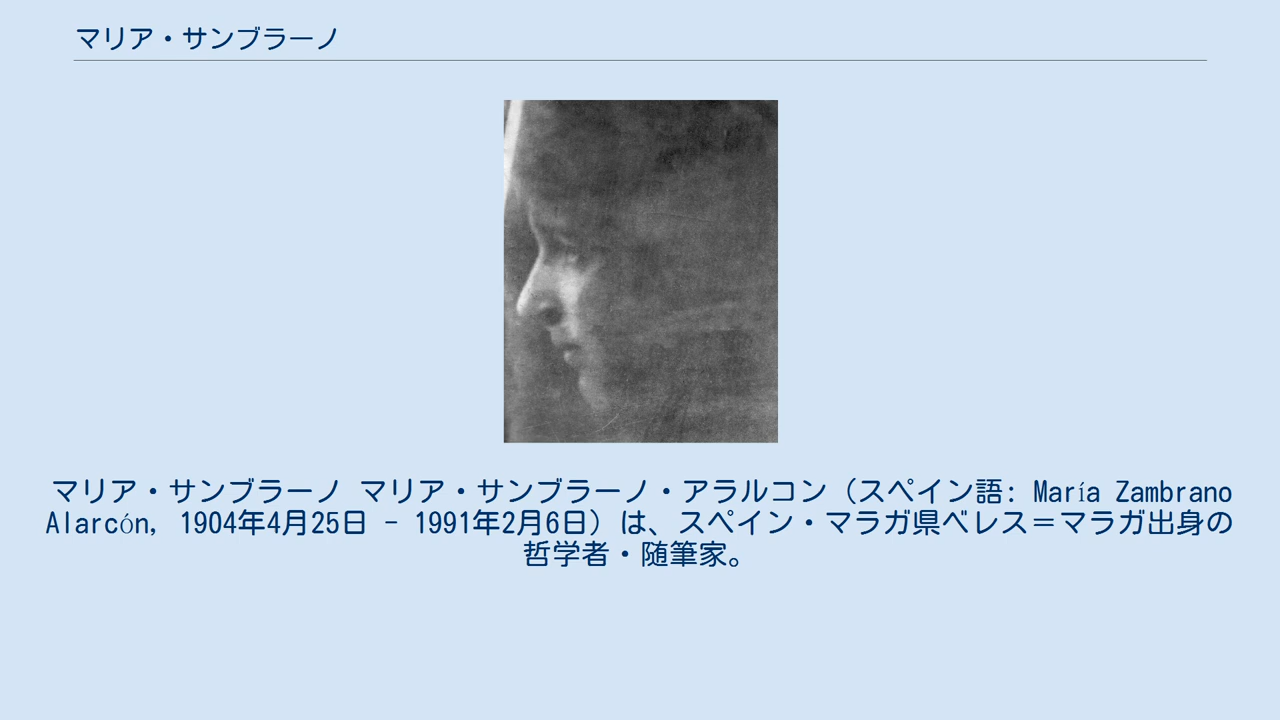 マリア・サンブラーノ
マリア・サンブラーノ マリア・サンブラーノ・アラルコン（スペイン語: María Zambrano
Alarcón, 1904年4月25日 - 1991年2月6日）は、スペイン・マラガ県ベレス＝マラガ出身の
哲学者・随筆家。